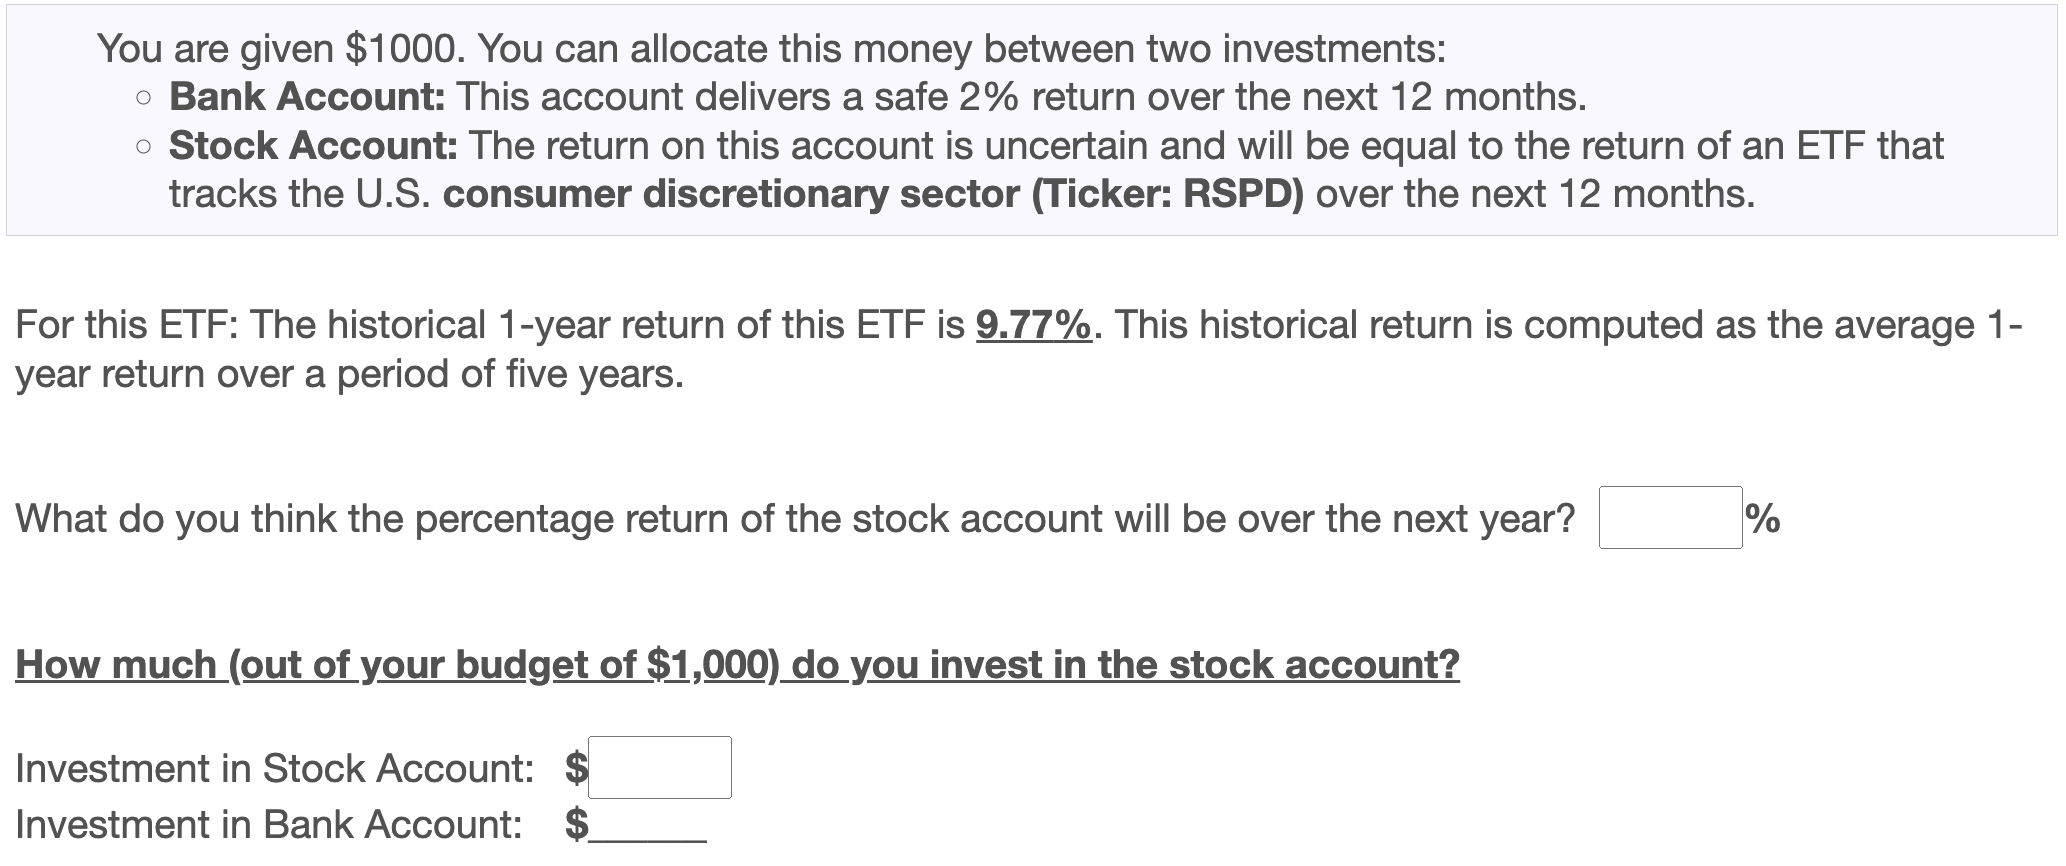 You are given $1000. You can allocate this money between two investments:
○ Bank Account: This account delivers a safe 2% return over the next 12 months.
○ Stock Account: The return on this account is uncertain and will be equal to the return of an ETF that
tracks the U.S. consumer discretionary sector (Ticker: RSPD) over the next 12 months.
For this ETF: The historical 1-year return of this ETF is 9.77%. This historical return is computed as the average 1-
year return over a period of five years.
What do you think the percentage return of the stock account will be over the next year? %
How much (out of your budget of $1,000) do you invest in the stock account?
Investment in Stock Account: $
Investment in Bank Account: $______